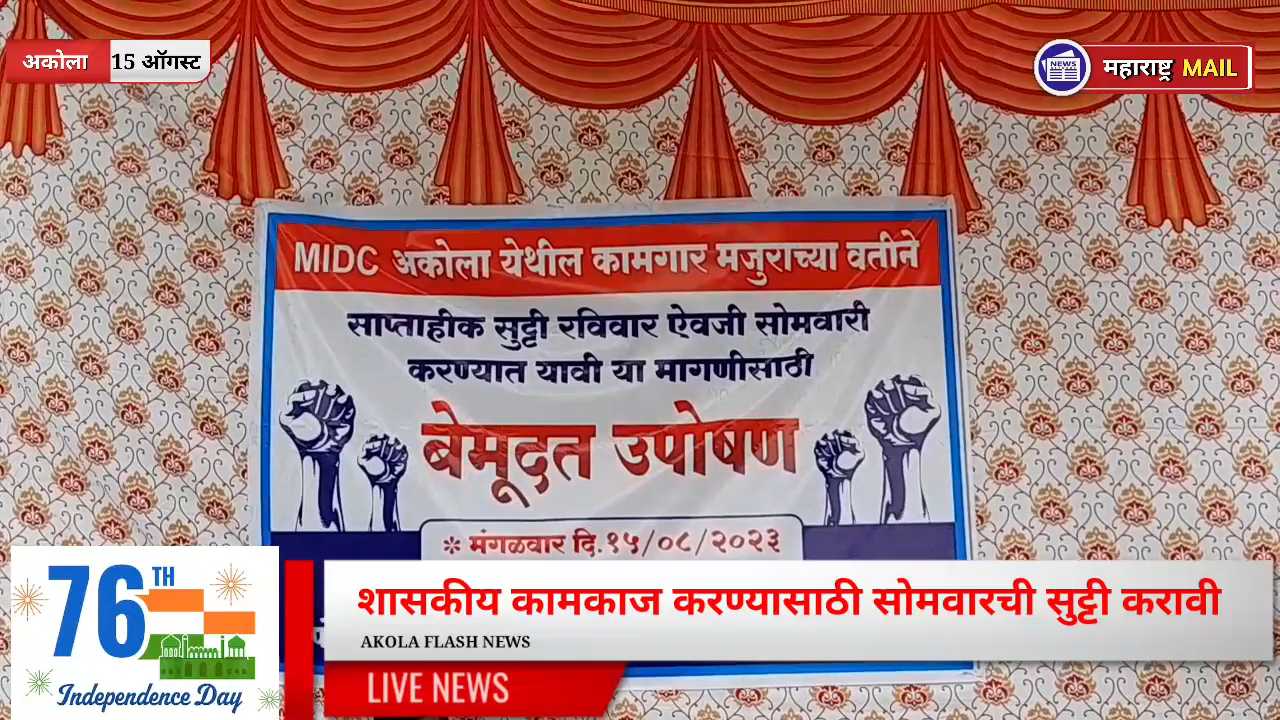 अकोला
15 ऑगस्ट
NEWS
महाराष्ट्र MAIL
MIDC अकोला येथील कामगार मजुराच्या वतीने
साप्ताहीक सुट्टी रविवार ऐवजी सोमवारी
करण्यात यावी या मागणीसाठी
बेमूदत उपोषण
* मंगळवार दि.१५/०८/२०२३
76TH
Independence Day
शासकीय कामकाज करण्यासाठी सोमवारची सुट्टी करावी
AKOLA FLASH NEWS
LIVE NEWS